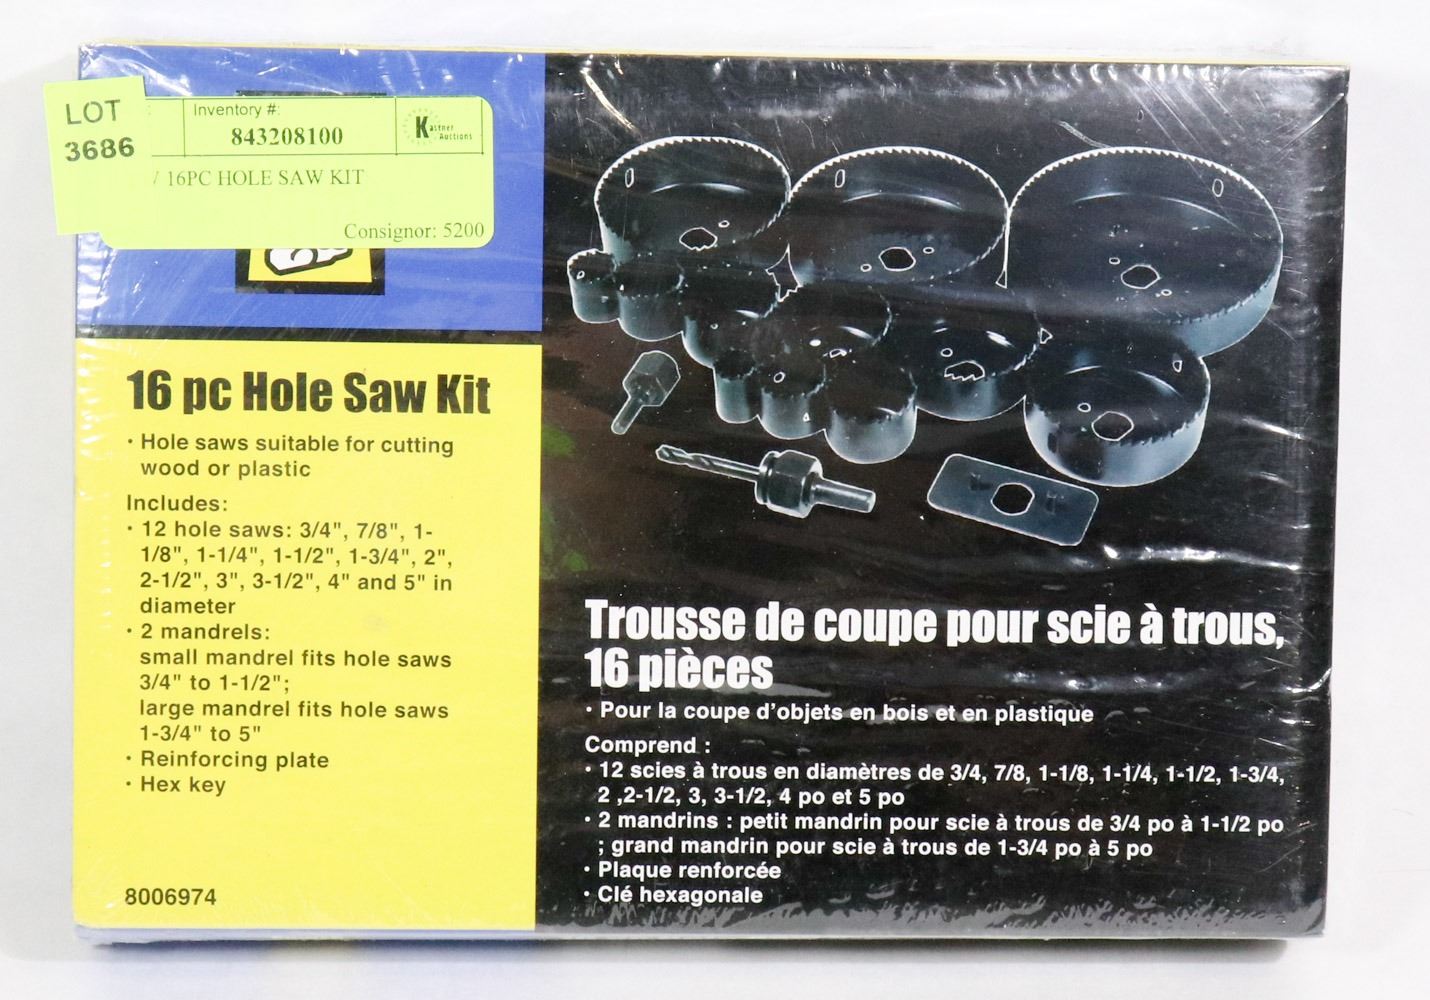 LOT
3686
Inventory #:
843208100
Kastner
Auctions
16PC HOLE SAW KIT
Consignor: 5200
16 pc Hole Saw Kit
· Hole saws suitable for cutting
wood or plastic
Includes:
· 12 hole saws: 3/4", 7/8", 1-
1/8", 1-1/4", 1-1/2", 1-3/4", 2",
2-1/2", 3", 3-1/2", 4" and 5" in
diameter
· 2 mandrels:
small mandrel fits hole saws
3/4" to 1-1/2";
large mandrel fits hole saws
1-3/4" to 5"
· Reinforcing plate
· Hex key
8006974
Trousse de coupe pour scie à trous,
16 pièces
· Pour la coupe d'objets en bois et en plastique
Comprend :
· 12 scies à trous en diamètres de 3/4, 7/8, 1-1/8, 1-1/4, 1-1/2, 1-3/4,
2 ,2-1/2, 3, 3-1/2, 4 po et 5 po
· 2 mandrins : petit mandrin pour scie à trous de 3/4 po à 1-1/2 po
; grand mandrin pour scie à trous de 1-3/4 po à 5 po
· Plaque renforcée
· Clé hexagonale